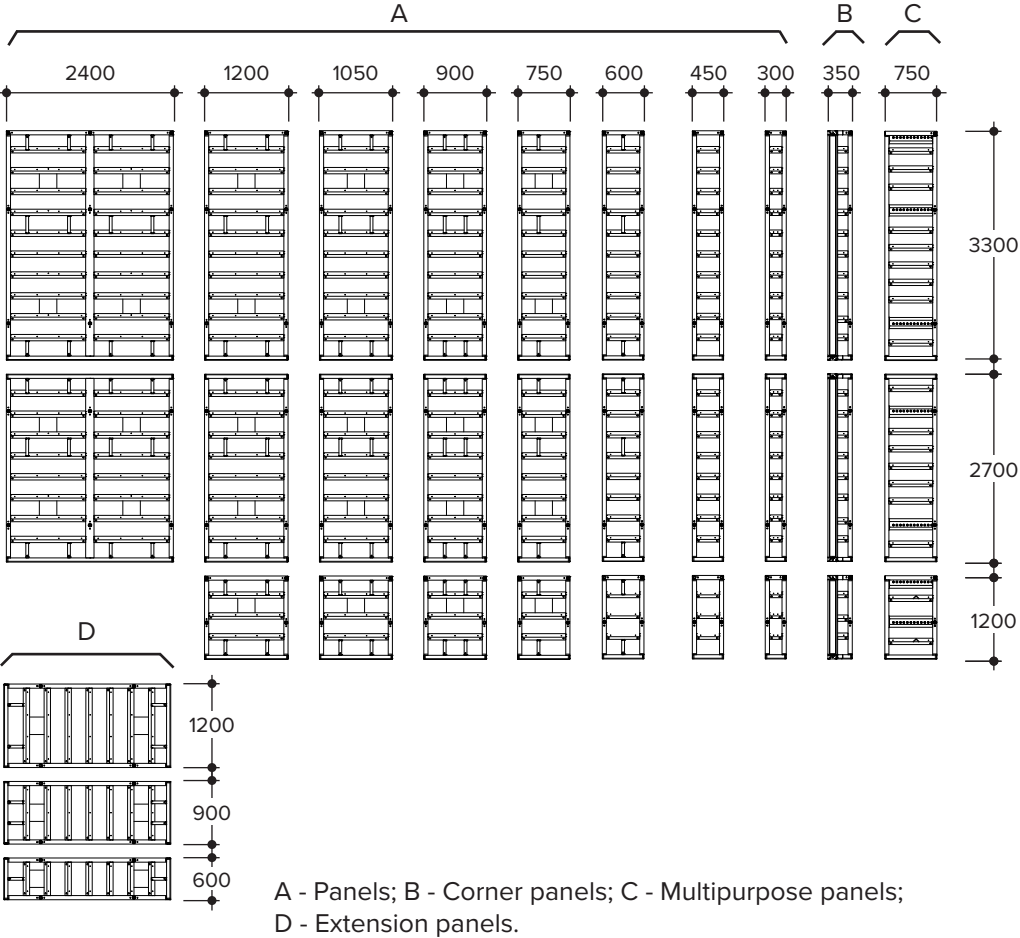 A B C
2400 1200 1050 900 750 600 450 300 350 750
3300
2700
1200
D
1200
900
600
A - Panels; B - Corner panels; C - Multipurpose panels;
D - Extension panels.